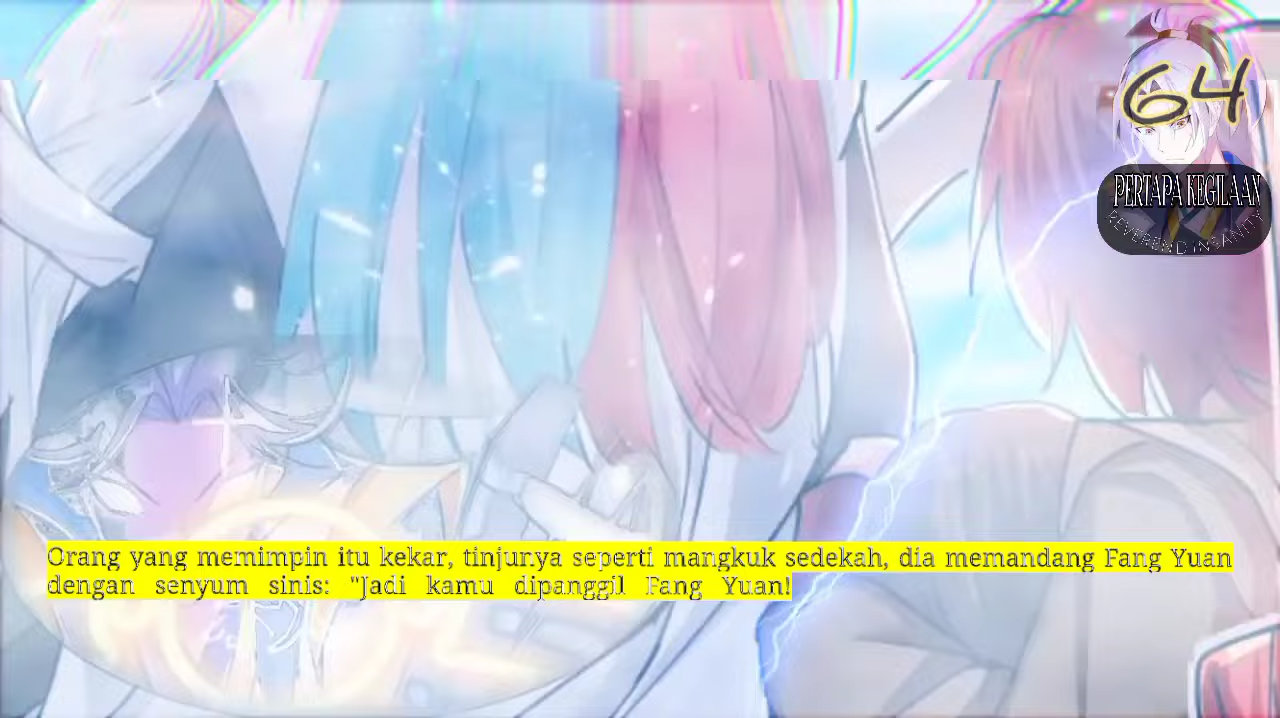 64
PERTAPA KEGILAAN
REVEREND INSANITY
Orang yang memimpin itu kekar, tinjunya seperti mangkuk sedekah, dia memandang Fang Yuan
dengan senyum sinis: "Jadi kamu dipanggil Fang Yuan!